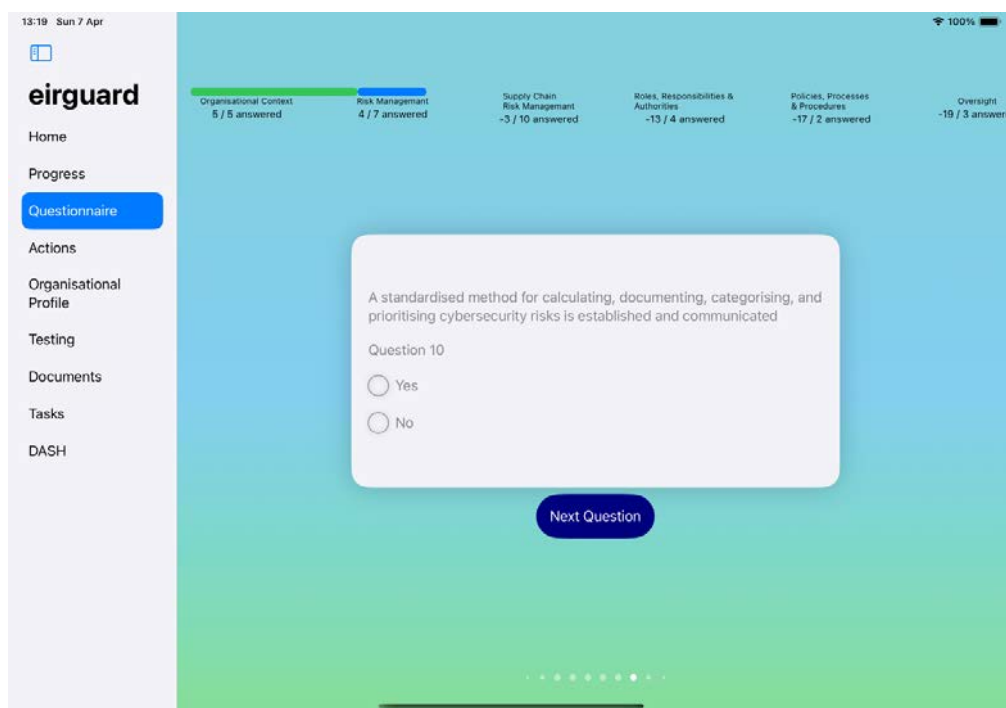 13:19 Sun 7 Apr
100%
eirguard
Home
Progress
Questionnaire
Actions
Organisational
Profile
Testing
Documents
Tasks
DASH
Organisational Context
5 / 5 answered
Risk Management
4 / 7 answered
Supply Chain
Risk Management
-3 / 10 answered
Roles, Responsibilities &
Authorities
-13 / 4 answered
Policies, Processes
& Procedures
-17 / 2 answered
Oversight
-19 / 3 answer
A standardised method for calculating, documenting, categorising, and
prioritising cybersecurity risks is established and communicated
Question 10
Yes
No
Next Question